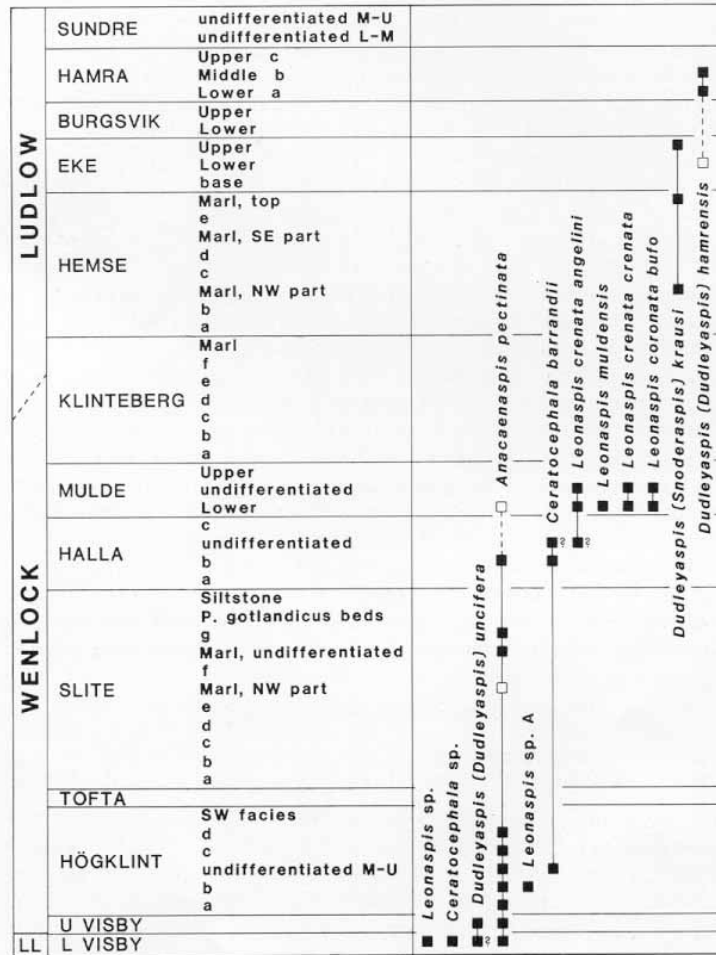 LUDLOW
WENLOCK
LL
SUNDRE
undifferentiated M-U
undifferentiated L-M
HAMRA
Upper c
Middle b
Lower a
BURGSVIK
Upper
Lower
EKE
Upper
Lower
base
HEMSE
Marl, top
e
Marl, SE part
d
c
Marl, NW part
b
a
KLINTEBERG
Marl
f
e
d
c
b
a
MULDE
Upper
undifferentiated
Lower
HALLA
c
undifferentiated
b
a
SLITE
Siltstone
P. gotlandicus beds
g
Marl, undifferentiated
f
Marl, NW part
e
d
c
b
a
TOFTA
HÖGKLINT
SW facies
d
c
undifferentiated M-U
b
a
U VISBY
L VISBY
Leonaspis sp.
Ceratocephala sp.
Dudleyaspis (Dudleyaspis) uncifera
?
Anacaenaspis pectinata
Leonaspis sp. A
Ceratocephala barrandii
?
Leonaspis crenata angelini
?
Leonaspis muldensis
Leonaspis crenata crenata
Leonaspis coronata bufo
Dudleyaspis (Snoderaspis) krausi
Dudleyaspis (Dudleyaspis) hamrensis